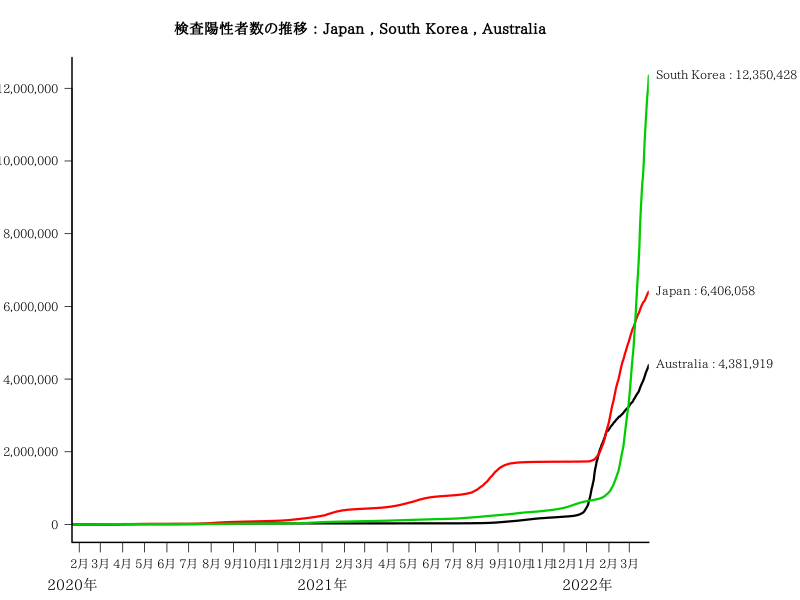 検査陽性者数の推移 : Japan , South Korea , Australia
South Korea : 12,350,428
12,000,000
10,000,000
8,000,000
6,000,000
4,000,000
2,000,000
0
Japan : 6,406,058
Australia : 4,381,919
2月 3月 4月 5月 6月 7月 8月 9月 10月 11月 12月 1月 2月 3月 4月 5月 6月 7月 8月 9月 10月 11月 12月 1月 2月 3月
2020年 2021年 2022年